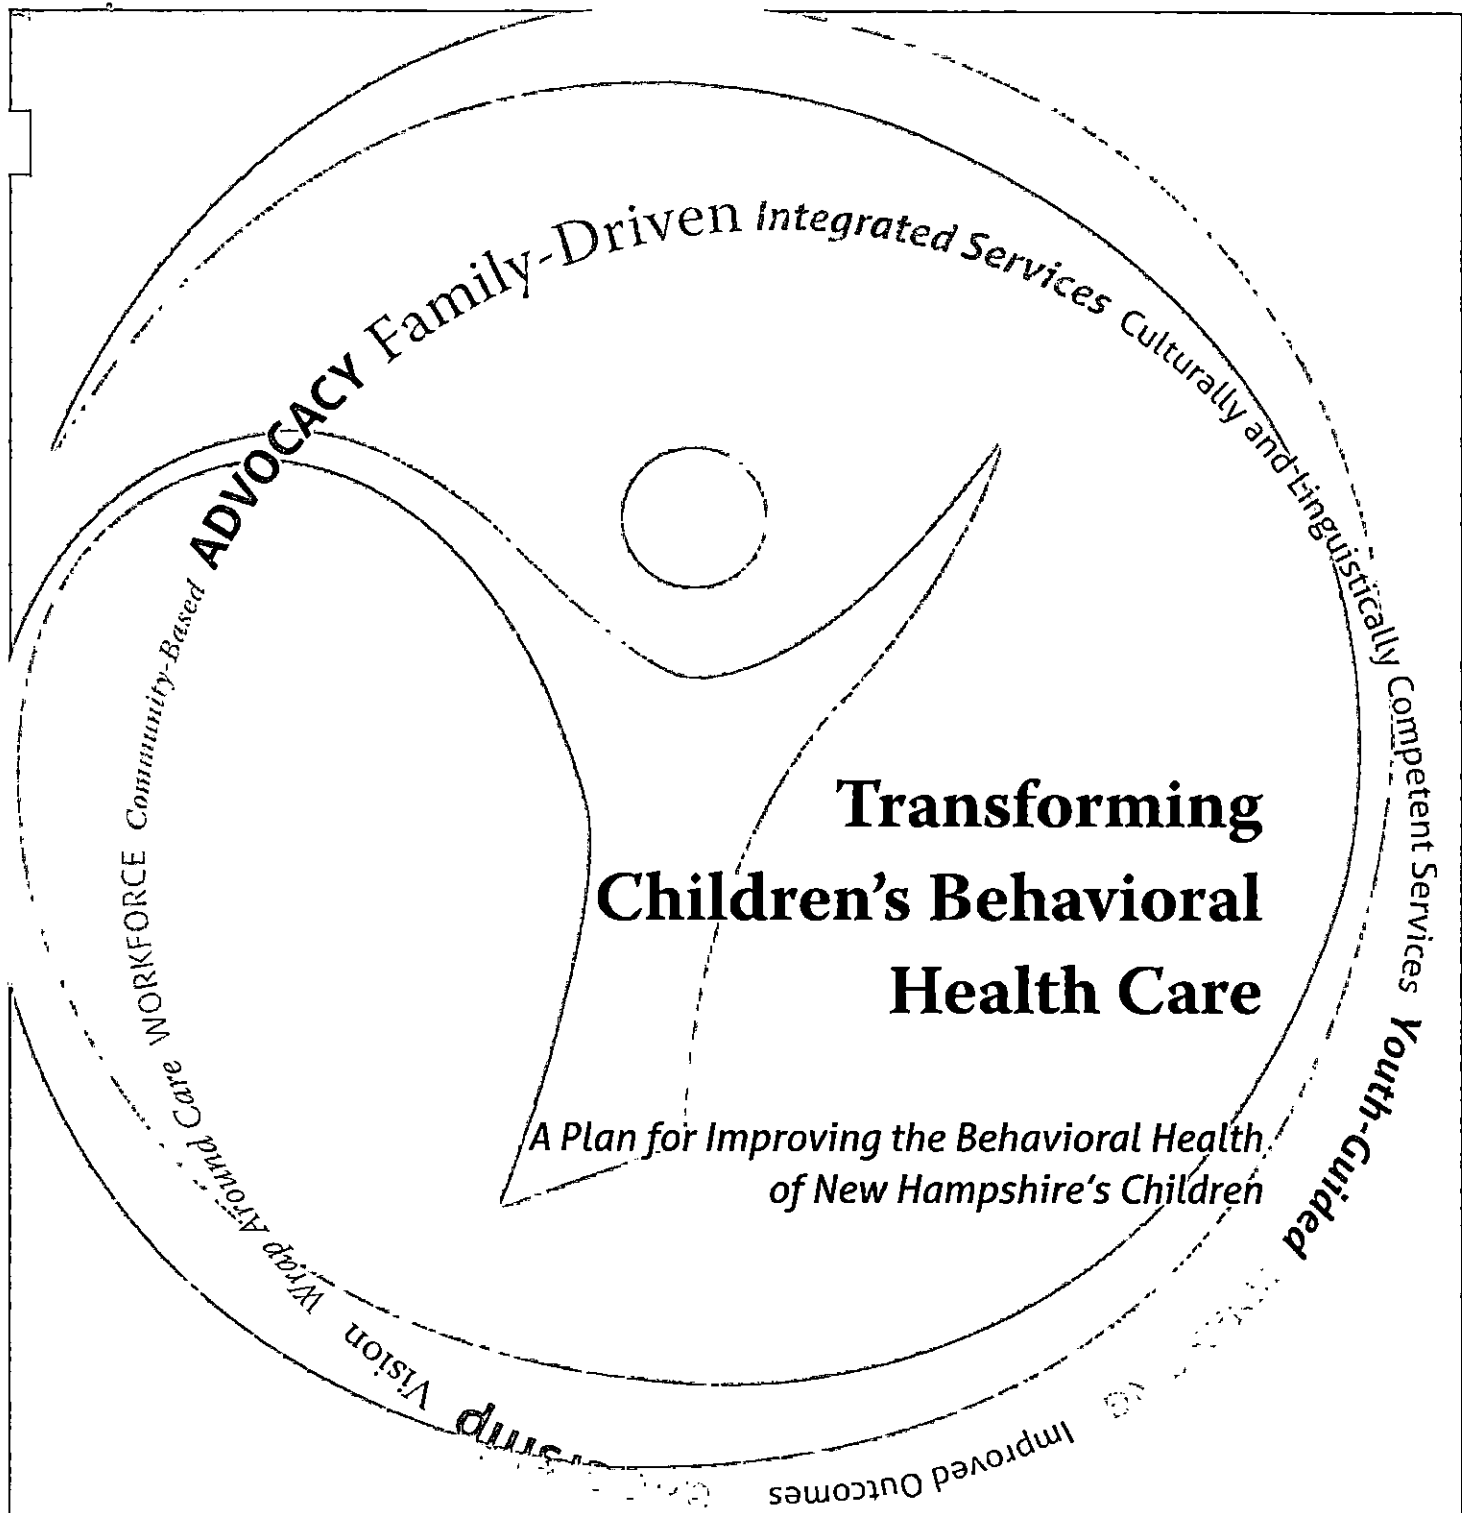 ADVOCACY Family-Driven Integrated Services Culturally and Linguistically Competent Services Youth-Guided
Improved Outcomes
Vision Wrap Around Care WORKFORCE Community-Based
Transforming
Children's Behavioral
Health Care
A Plan for Improving the Behavioral Health
of New Hampshire's Children